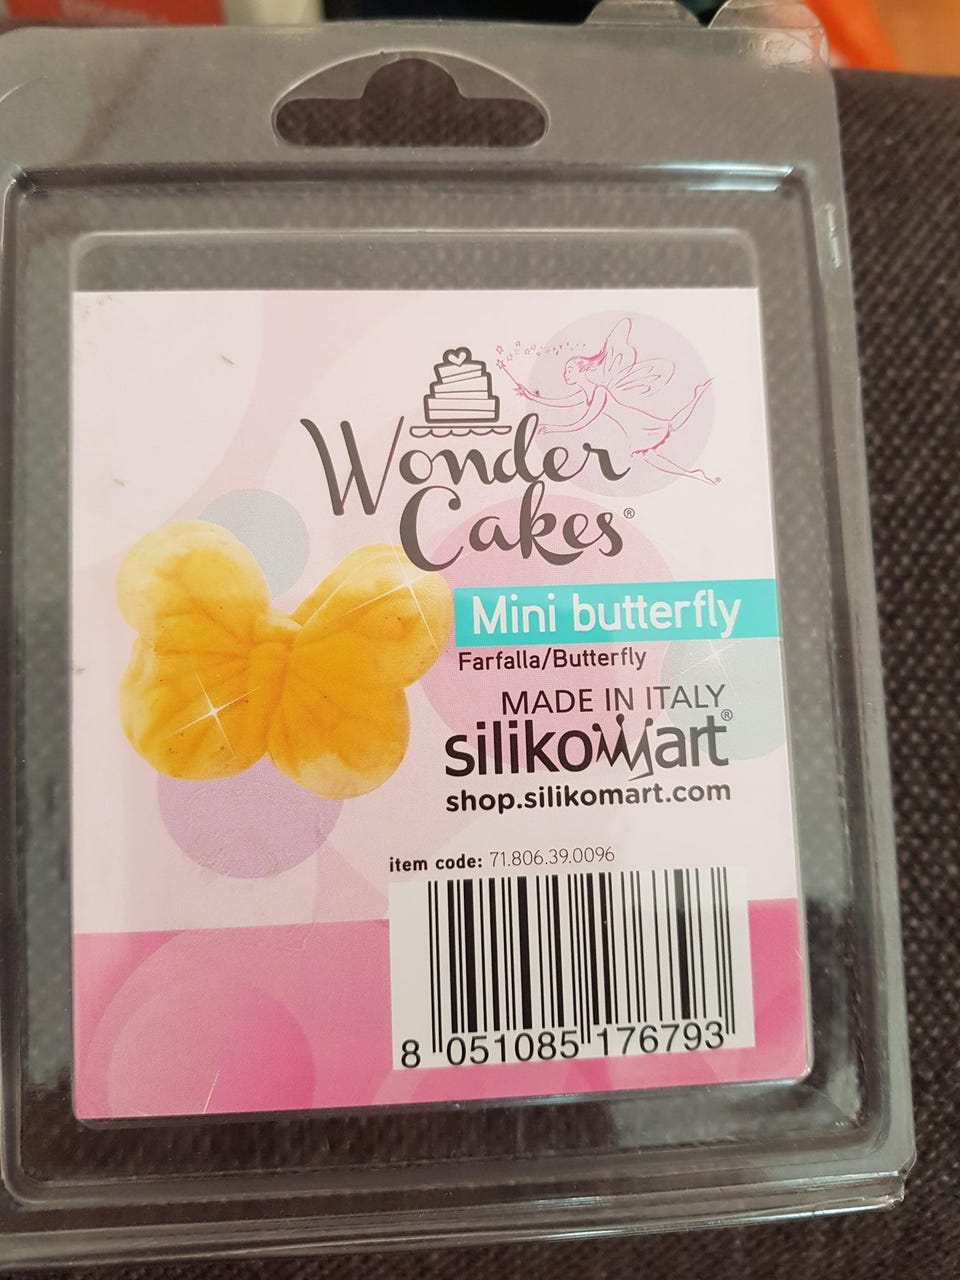 Wonder
Cakes®
Mini butterfly
Farfalla/Butterfly
MADE IN ITALY
silikomart®
shop.silikomart.com
item code: 71.806.39.0096
8 051085 176793